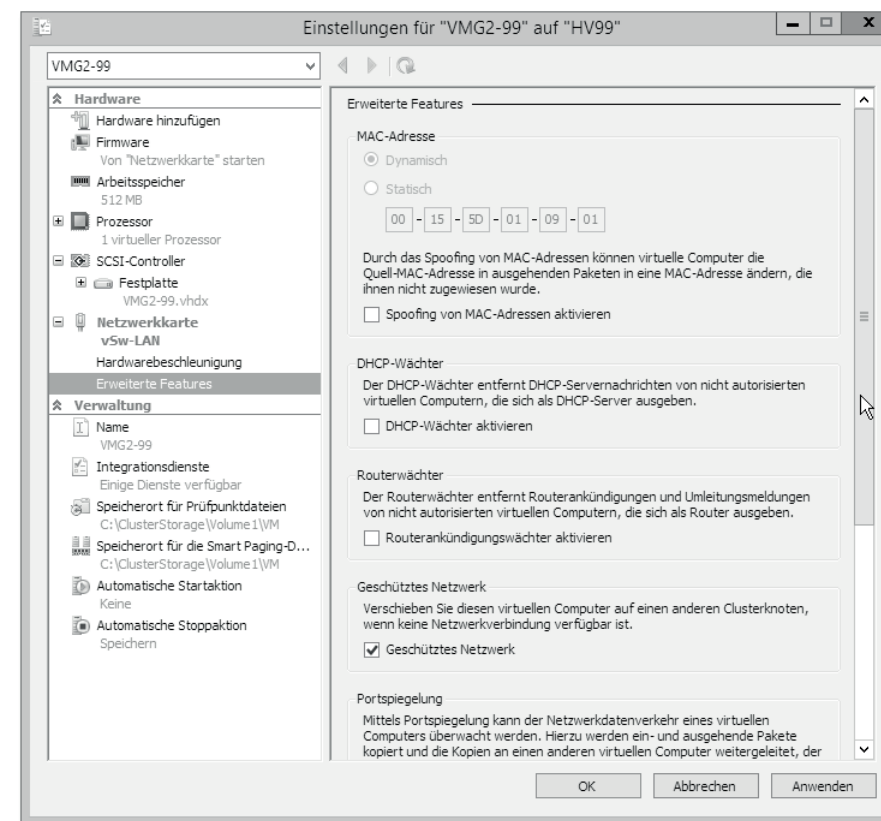 Einstellungen für "VMG2-99" auf "HV99"
VMG2-99
Hardware
Hardware hinzufügen
Firmware
Von "Netzwerkkarte" starten
Arbeitsspeicher
512 MB
Prozessor
1 virtueller Prozessor
SCSI-Controller
Festplatte
VMG2-99.vhdx
Netzwerkkarte
vSw-LAN
Hardwarebeschleunigung
Erweiterte Features
Verwaltung
Name
VMG2-99
Integrationsdienste
Einige Dienste verfügbar
Speicherort für Prüfpunktdateien
C:\ClusterStorage\Volume1\VM
Speicherort für die Smart Paging-D...
C:\ClusterStorage\Volume1\VM
Automatische Startaktion
Keine
Automatische Stoppaktion
Speichern
Erweiterte Features
MAC-Adresse
Dynamisch
Statisch
00 - 15 - 5D - 01 - 09 - 01
Durch das Spoofing von MAC-Adressen können virtuelle Computer die
Quell-MAC-Adresse in ausgehenden Paketen in eine MAC-Adresse ändern, die
ihnen nicht zugewiesen wurde.
Spoofing von MAC-Adressen aktivieren
DHCP-Wächter
Der DHCP-Wächter entfernt DHCP-Servernachrichten von nicht autorisierten
virtuellen Computern, die sich als DHCP-Server ausgeben.
DHCP-Wächter aktivieren
Routerwächter
Der Routerwächter entfernt Routerankündigungen und Umleitungsmeldungen
von nicht autorisierten virtuellen Computern, die sich als Router ausgeben.
Routerankündigungswächter aktivieren
Geschütztes Netzwerk
Verschieben Sie diesen virtuellen Computer auf einen anderen Clusterknoten,
wenn keine Netzwerkverbindung verfügbar ist.
Geschütztes Netzwerk
Portspiegelung
Mittels Portspiegelung kann der Netzwerkdatenverkehr eines virtuellen
Computers überwacht werden. Hierzu werden ein- und ausgehende Pakete
kopiert und die Kopien an einen anderen virtuellen Computer weitergeleitet, der
OK
Abbrechen
Anwenden